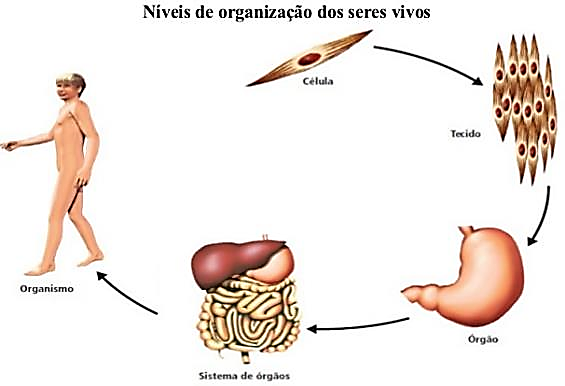 Níveis de organização dos seres vivos
Célula
Tecido
Órgão
Sistema de órgãos
Organismo